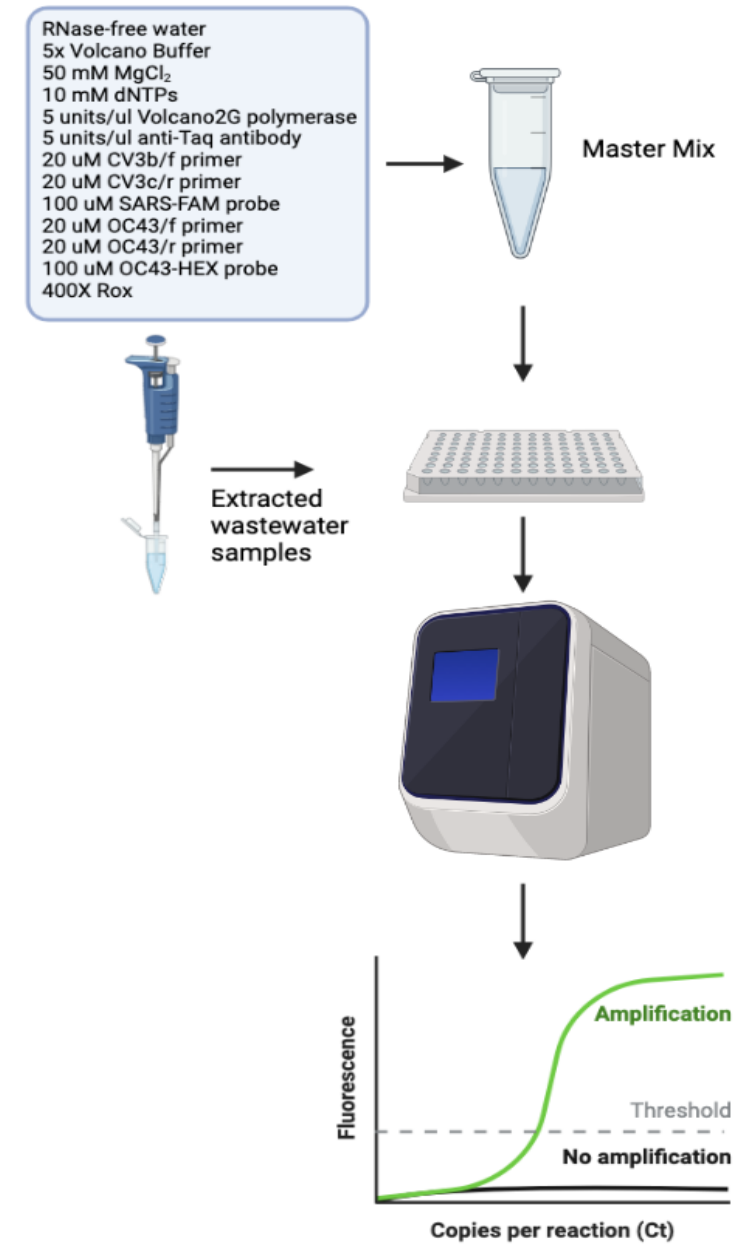 RNase-free water
5x Volcano Buffer
50 mM MgCl₂
10 mM dNTPs
5 units/ul Volcano2G polymerase
5 units/ul anti-Taq antibody
20 uM CV3b/f primer
20 uM CV3c/r primer
100 uM SARS-FAM probe
20 uM OC43/f primer
20 uM OC43/r primer
100 uM OC43-HEX probe
400X Rox
Master Mix
Extracted
wastewater
samples
Fluorescence
Amplification
Threshold
No amplification
Copies per reaction (Ct)